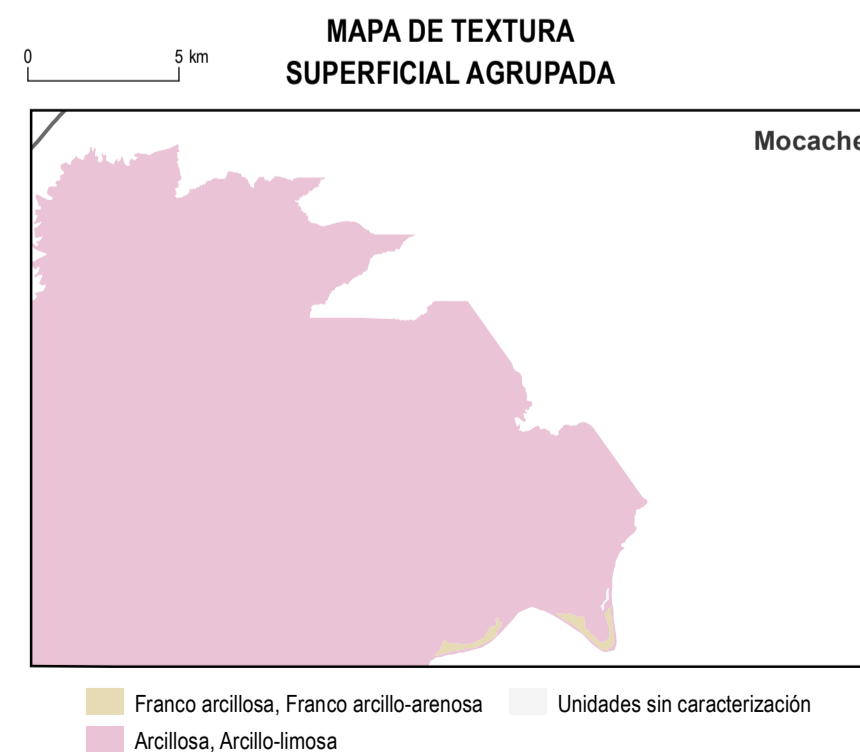 MAPA DE TEXTURA
SUPERFICIAL AGRUPADA
0 5 km
Mocache
Franco arcillosa, Franco arcillo-arenosa
Unidades sin caracterización
Arcillosa, Arcillo-limosa